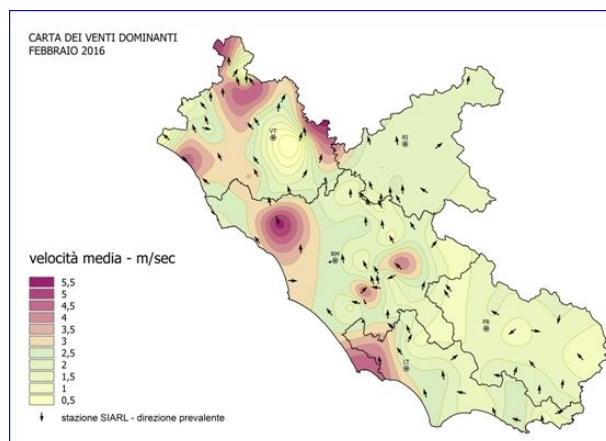 CARTA DEI VENTI DOMINANTI
FEBBRAIO 2016
VT
RI
RM
FR
LT
velocità media - m/sec
5,5
5
4,5
4
3,5
3
2,5
2
1,5
1
0,5
stazione SIARL - direzione prevalente